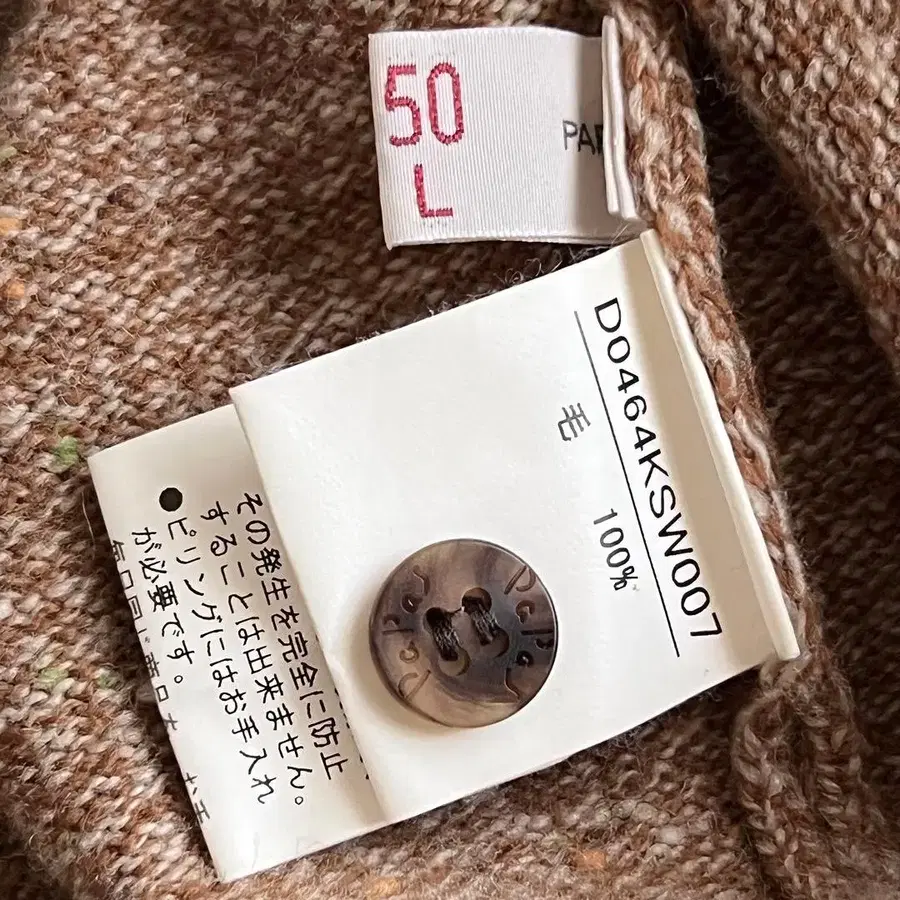 50
L
D0464KSW007
毛 100%
その発生を完全に防止
することは出来ません。
●ピリングにはお手入れ
が必要です。